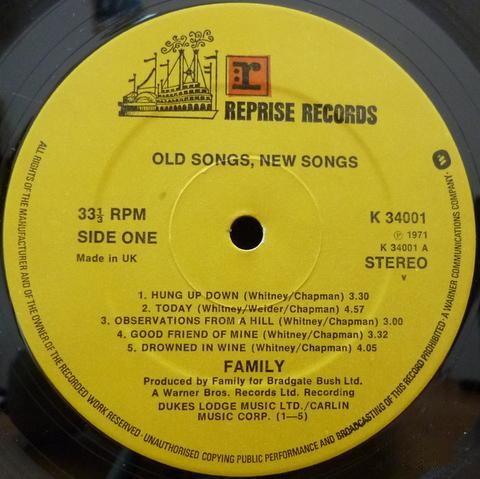 r
REPRISE RECORDS
OLD SONGS, NEW SONGS
33⅓ RPM
SIDE ONE
Made in UK
K 34001
℗ 1971
K 34001 A
STEREO
v
1. HUNG UP DOWN (Whitney/Chapman) 3.30
2. TODAY (Whitney/Weider/Chapman) 4.57
3. OBSERVATIONS FROM A HILL (Whitney/Chapman) 3.00
4. GOOD FRIEND OF MINE (Whitney/Chapman) 3.32
5. DROWNED IN WINE (Whitney/Chapman) 4.05
FAMILY
Produced by Family for Bradgate Bush Ltd.
A Warner Bros. Records Ltd. Recording
DUKES LODGE MUSIC LTD./CARLIN
MUSIC CORP. (1—5)
ALL RIGHTS OF THE MANUFACTURER AND OF THE OWNER OF THE RECORDED WORK RESERVED · UNAUTHORISED COPYING PUBLIC PERFORMANCE AND BROADCASTING OF THIS RECORD PROHIBITED · A WARNER COMMUNICATIONS COMPANY ·